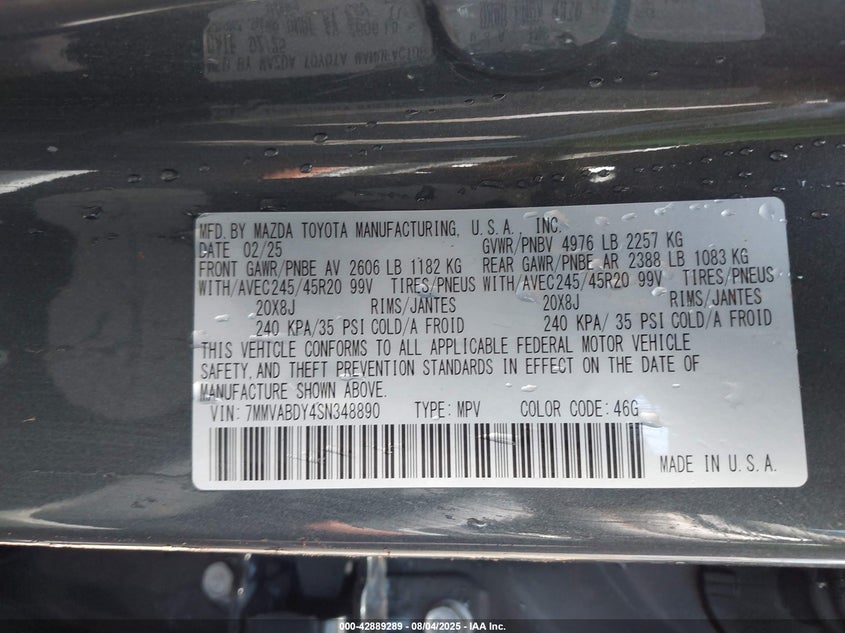 MFD. BY MAZDA TOYOTA MANUFACTURING, U.S.A., INC.
DATE 02/25 GVWR/PNBV 4976 LB 2257 KG
FRONT GAWR/PNBE AV 2606 LB 1182 KG REAR GAWR/PNBE AR 2388 LB 1083 KG
WITH/AVEC245/45R20 99V TIRES/PNEUS WITH/AVEC245/45R20 99V TIRES/PNEUS
20X8J RIMS/JANTES 20X8J RIMS/JANTES
240 KPA/35 PSI COLD/A FROID 240 KPA/ 35 PSI COLD/A FROID
THIS VEHICLE CONFORMS TO ALL APPLICABLE FEDERAL MOTOR VEHICLE
SAFETY, AND THEFT PREVENTION STANDARDS IN EFFECT ON THE DATE OF
MANUFACTURE SHOWN ABOVE.
VIN: 7MMVABDY4SN348890 TYPE: MPV COLOR CODE: 46G
MADE IN U.S.A.
000-42889289 - 08/04/2025 - IAA Inc.